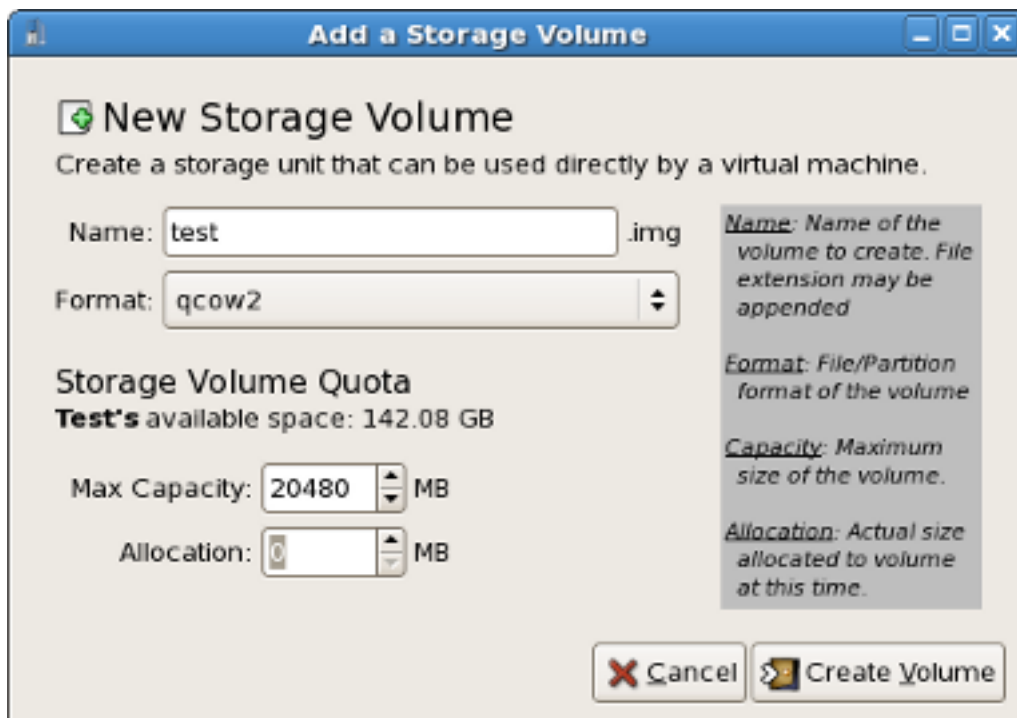 Add a Storage Volume
New Storage Volume
Create a storage unit that can be used directly by a virtual machine.
Name: test .img
Format: qcow2
Storage Volume Quota
Test's available space: 142.08 GB
Max Capacity: 20480 MB
Allocation: 0 MB
Name: Name of the
volume to create. File
extension may be
appended
Format: File/Partition
format of the volume
Capacity: Maximum
size of the volume.
Allocation: Actual size
allocated to volume
at this time.
Cancel Create Volume